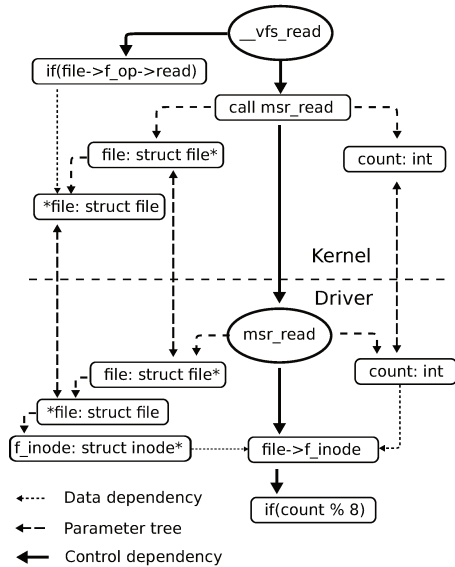 __vfs_read
if(file->f_op->read)
call msr_read
file: struct file*
count: int
*file: struct file
Kernel
Driver
msr_read
file: struct file*
count: int
*file: struct file
f_inode: struct inode*
file->f_inode
if(count % 8)
Data dependency
Parameter tree
Control dependency